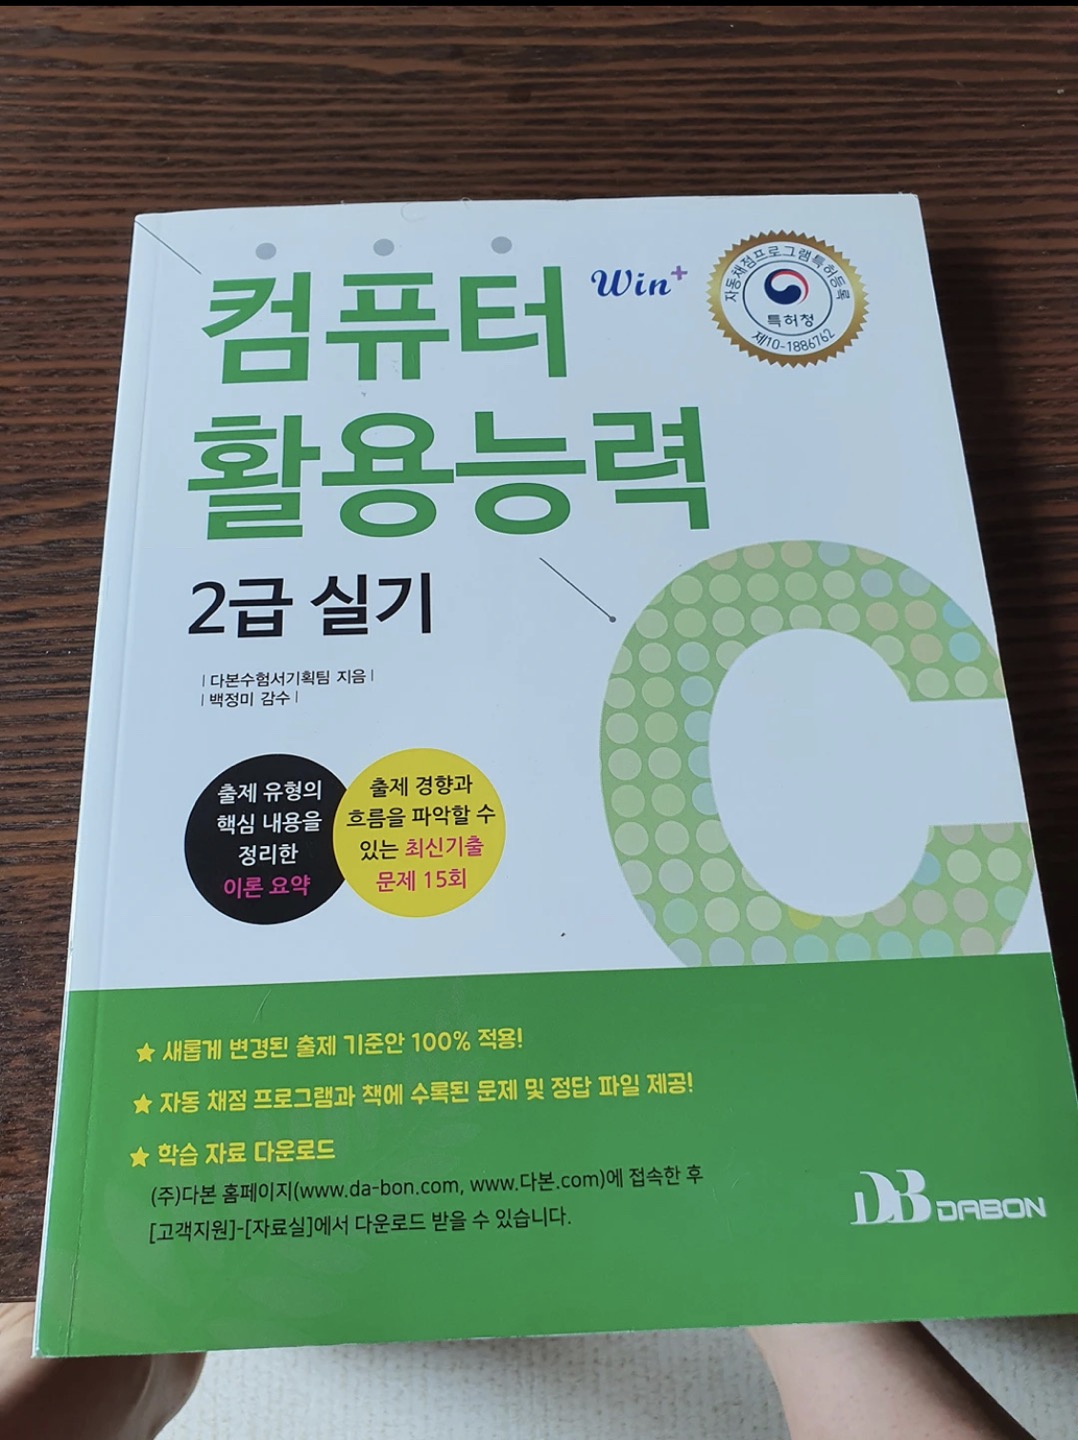 컴퓨터 Win+
활용능력
2급 실기
자동채점프로그램특허등록
특허청
제10-1886762
| 다본수험서기획팀 지음 |
| 백정미 감수 |
출제 유형의
핵심 내용을
정리한
이론 요약
출제 경향과
흐름을 파악할 수
있는 최신기출
문제 15회
★ 새롭게 변경된 출제 기준안 100% 적용!
★ 자동 채점 프로그램과 책에 수록된 문제 및 정답 파일 제공!
★ 학습 자료 다운로드
(주)다본 홈페이지(www.da-bon.com, www.다본.com)에 접속한 후
[고객지원]-[자료실]에서 다운로드 받을 수 있습니다.
DB DABON